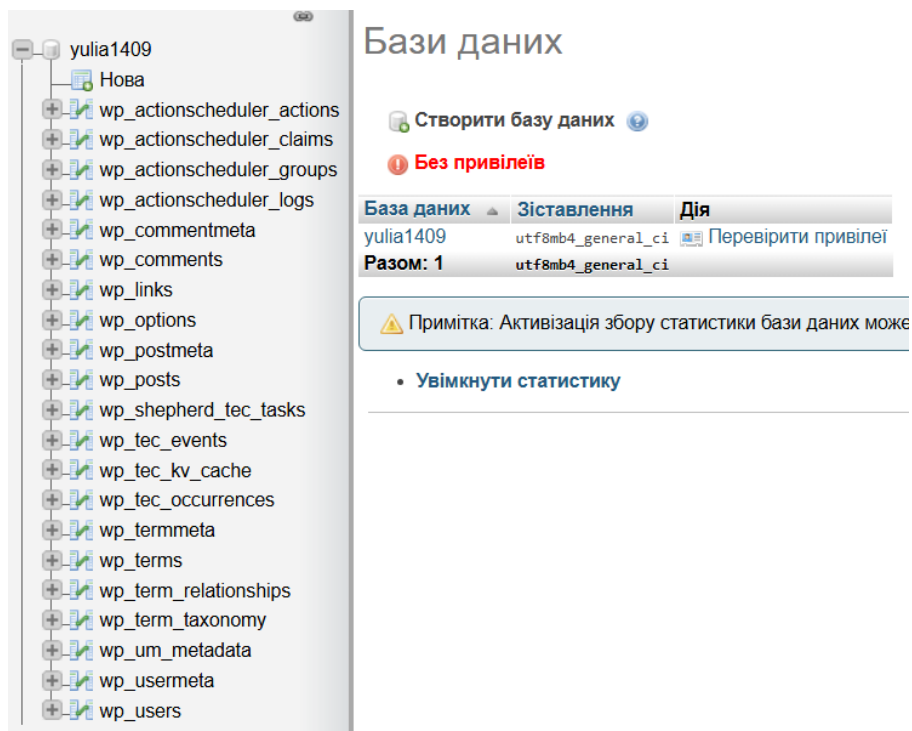 yulia1409
Нова
wp_actionscheduler_actions
wp_actionscheduler_claims
wp_actionscheduler_groups
wp_actionscheduler_logs
wp_commentmeta
wp_comments
wp_links
wp_options
wp_postmeta
wp_posts
wp_shepherd_tec_tasks
wp_tec_events
wp_tec_kv_cache
wp_tec_occurrences
wp_termmeta
wp_terms
wp_term_relationships
wp_term_taxonomy
wp_um_metadata
wp_usermeta
wp_users
Бази даних
Створити базу даних
Без привілеїв
База даних Зіставлення Дія
yulia1409 utf8mb4_general_ci Перевірити привілеї
Разом: 1 utf8mb4_general_ci
Примітка: Активізація збору статистики бази даних може
• Увімкнути статистику